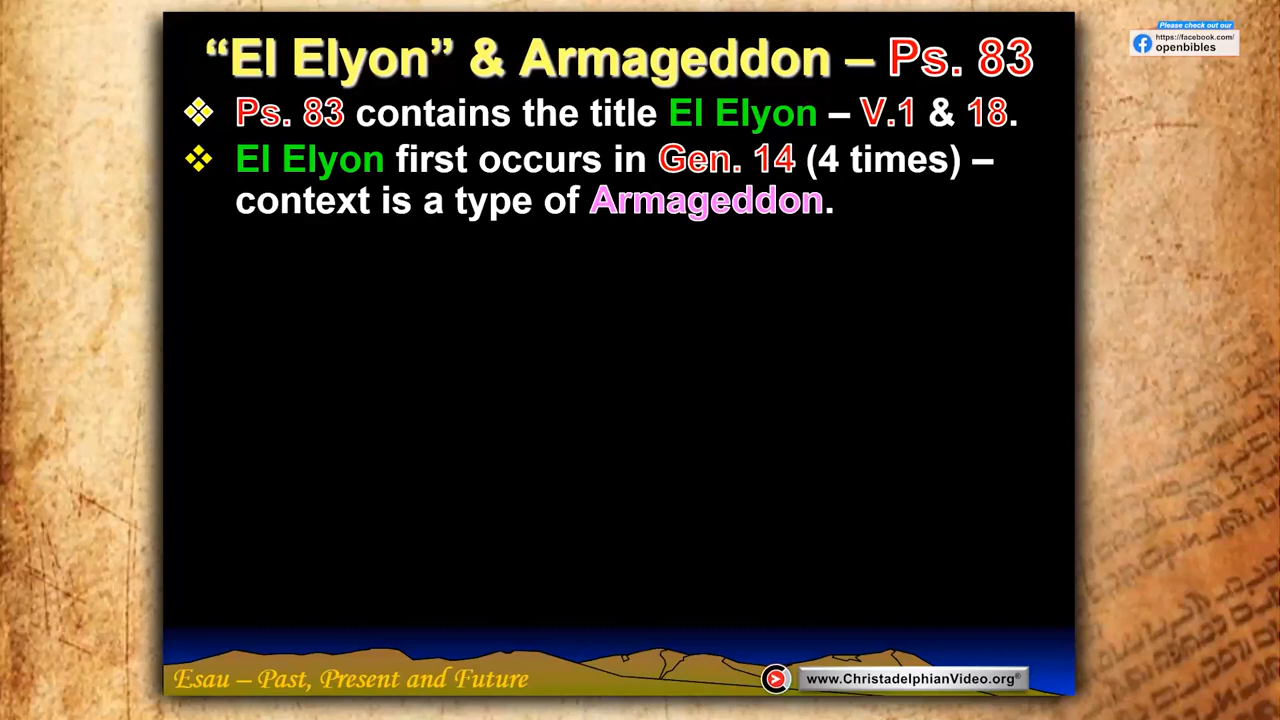 “El Elyon” & Armageddon – Ps. 83
Ps. 83 contains the title El Elyon – V.1 & 18.
El Elyon first occurs in Gen. 14 (4 times) –
context is a type of Armageddon.
Please check out our
https://facebook.com/
openbibles
Esau – Past, Present and Future
www.ChristadelphianVideo.org®